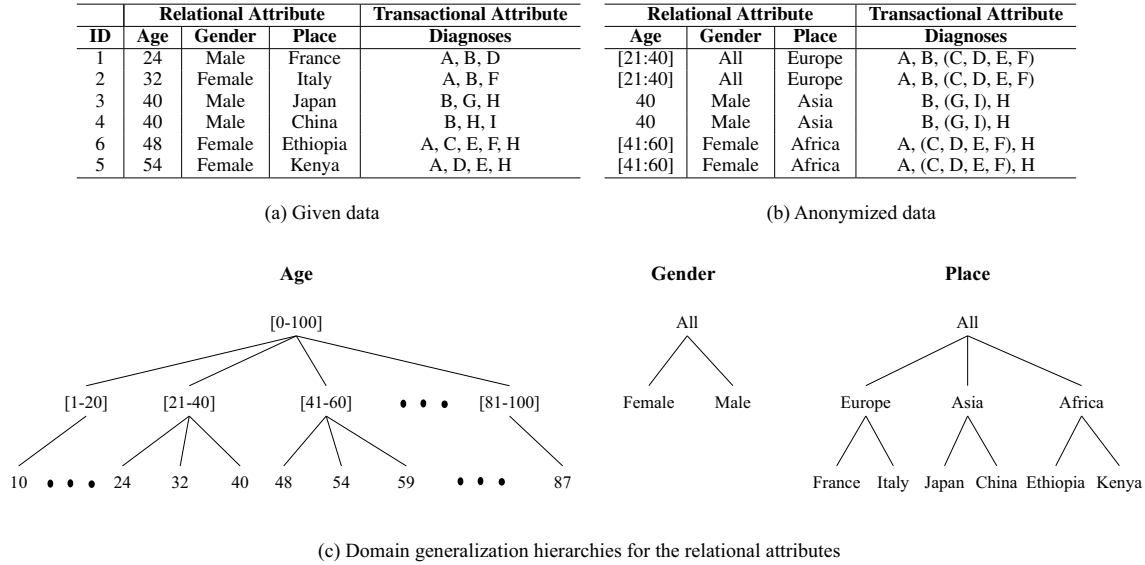 Relational Attribute Transactional Attribute
ID Age Gender Place Diagnoses
1 24 Male France A, B, D
2 32 Female Italy A, B, F
3 40 Male Japan B, G, H
4 40 Male China B, H, I
6 48 Female Ethiopia A, C, E, F, H
5 54 Female Kenya A, D, E, H
(a) Given data
Relational Attribute Transactional Attribute
Age Gender Place Diagnoses
[21:40] All Europe A, B, (C, D, E, F)
[21:40] All Europe A, B, (C, D, E, F)
40 Male Asia B, (G, I), H
40 Male Asia B, (G, I), H
[41:60] Female Africa A, (C, D, E, F), H
[41:60] Female Africa A, (C, D, E, F), H
(b) Anonymized data
Age
[0-100]
[1-20] [21-40] [41-60] [81-100]
10 24 32 40 48 54 59 87
Gender
All
Female Male
Place
All
Europe Asia Africa
France Italy Japan China Ethiopia Kenya
(c) Domain generalization hierarchies for the relational attributes